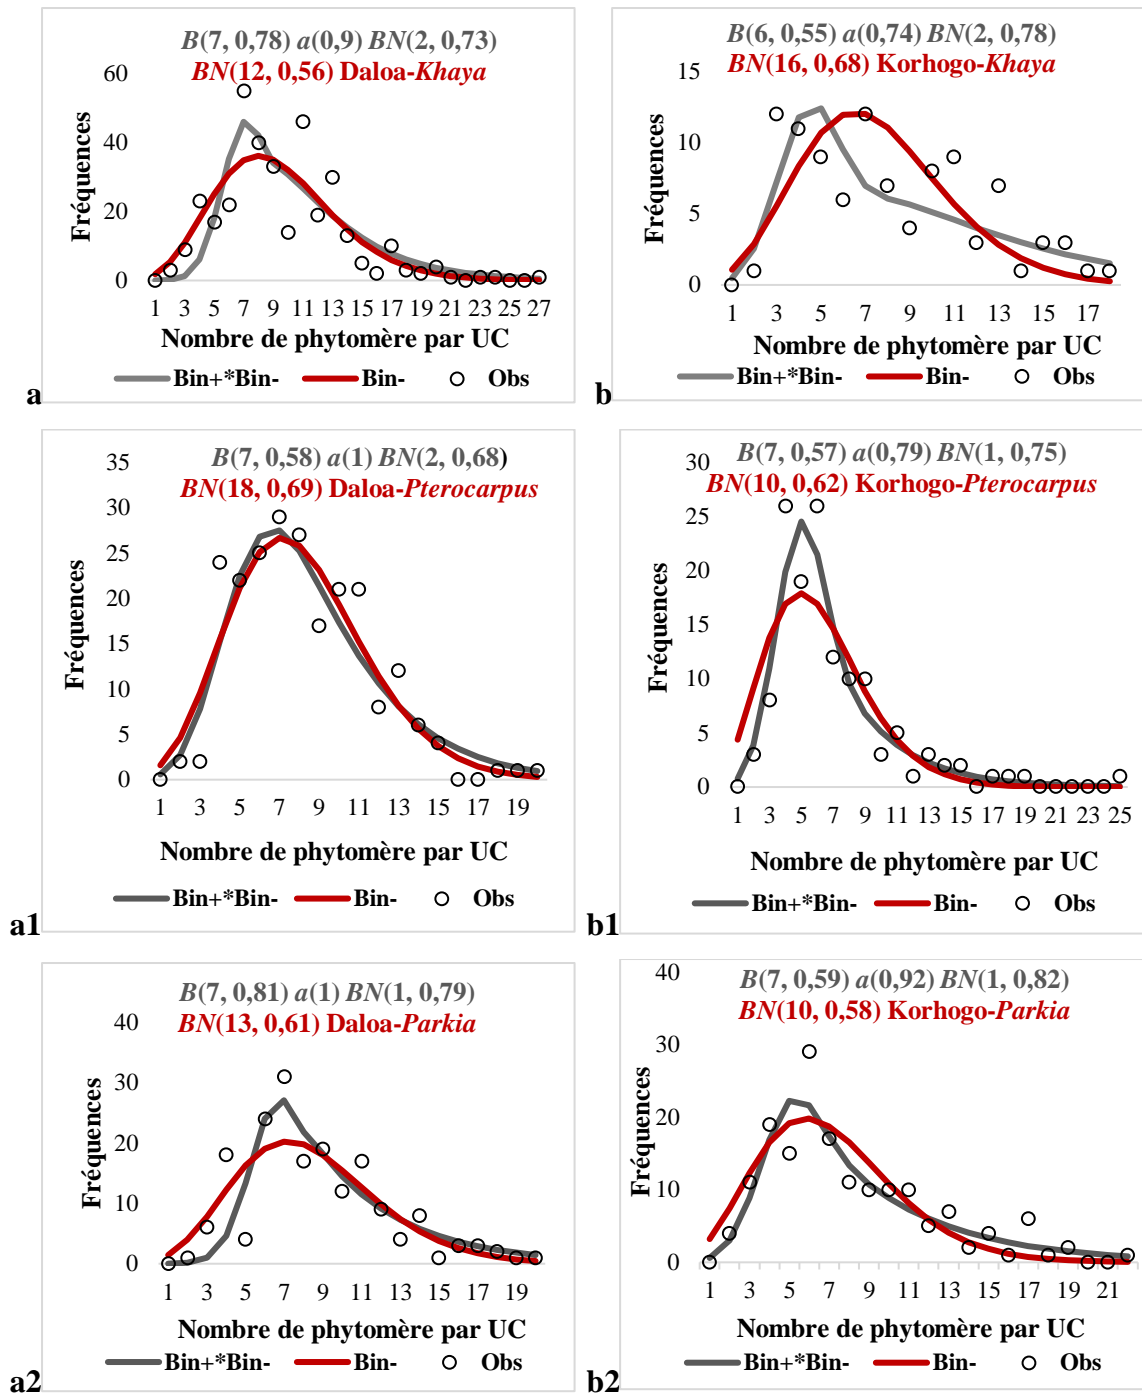 B(7, 0,78) a(0,9) BN(2, 0,73)
BN(12, 0,56) Daloa-Khaya
60
40
20
0
Fréquences
1 3 5 7 9 11 13 15 17 19 21 23 25 27
Nombre de phytomère par UC
Bin+*Bin- Bin- Obs
a
B(6, 0,55) a(0,74) BN(2, 0,78)
BN(16, 0,68) Korhogo-Khaya
15
10
5
0
Fréquences
1 3 5 7 9 11 13 15 17
Nombre de phytomère par UC
Bin+*Bin- Bin- Obs
b
B(7, 0,58) a(1) BN(2, 0,68)
BN(18, 0,69) Daloa-Pterocarpus
35
30
25
20
15
10
5
0
Fréquences
1 3 5 7 9 11 13 15 17 19
Nombre de phytomère par UC
Bin+*Bin- Bin- Obs
a1
B(7, 0,57) a(0,79) BN(1, 0,75)
BN(10, 0,62) Korhogo-Pterocarpus
30
25
20
15
10
5
0
Fréquences
1 3 5 7 9 11 13 15 17 19 21 23 25
Nombre de phytomère par UC
Bin+*Bin- Bin- Obs
b1
B(7, 0,81) a(1) BN(1, 0,79)
BN(13, 0,61) Daloa-Parkia
40
30
20
10
0
Fréquences
1 3 5 7 9 11 13 15 17 19
Nombre de phytomère par UC
Bin+*Bin- Bin- Obs
a2
B(7, 0,59) a(0,92) BN(1, 0,82)
BN(10, 0,58) Korhogo-Parkia
40
30
20
10
0
Fréquences
1 3 5 7 9 11 13 15 17 19 21
Nombre de phytomère par UC
Bin+*Bin- Bin- Obs
b2